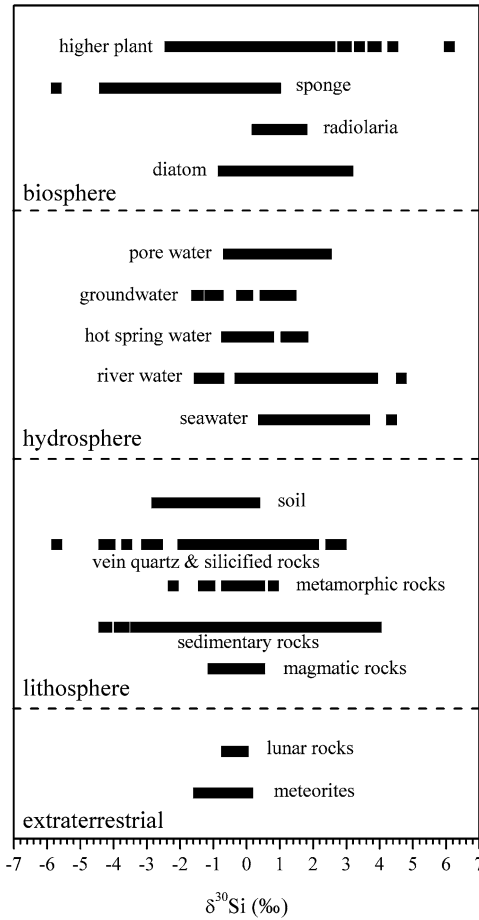 higher plant
sponge
radiolaria
diatom
biosphere
pore water
groundwater
hot spring water
river water
seawater
hydrosphere
soil
vein quartz & silicified rocks
metamorphic rocks
sedimentary rocks
magmatic rocks
lithosphere
lunar rocks
meteorites
extraterrestrial
-7 -6 -5 -4 -3 -2 -1 0 1 2 3 4 5 6 7
δ³⁰Si (‰)